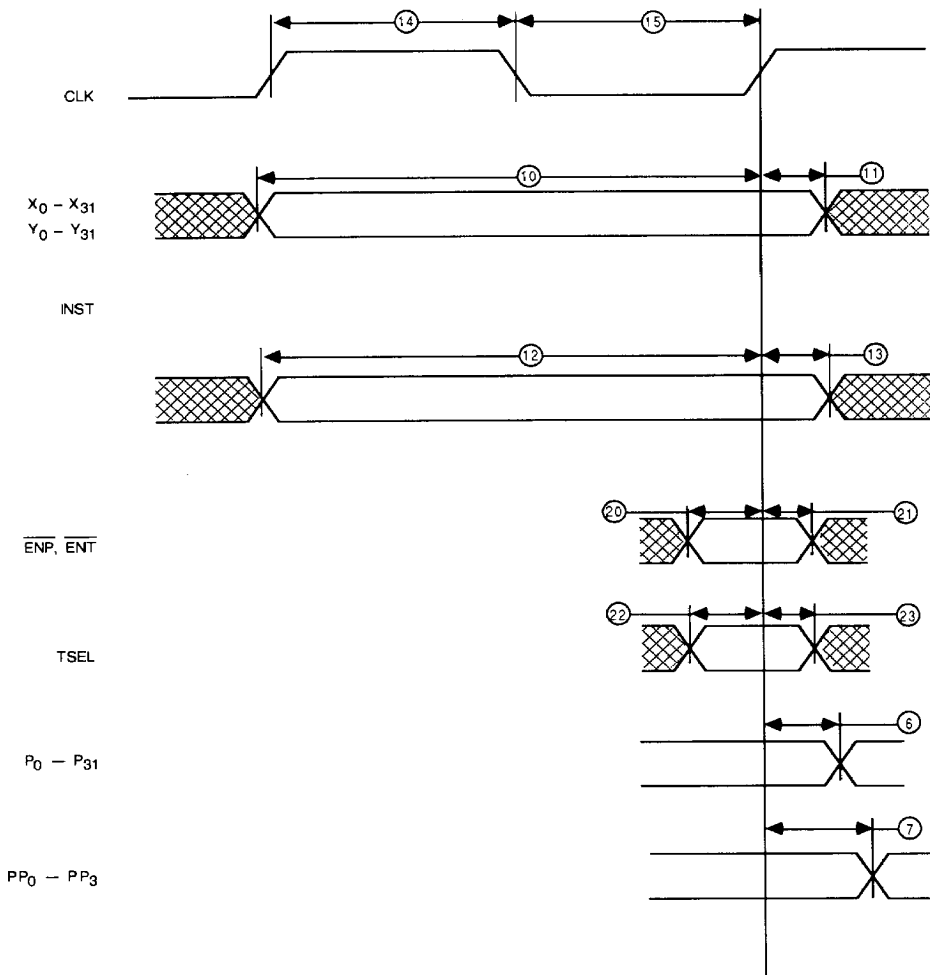 14 15
CLK
10 11
X0 – X31
Y0 – Y31
INST
12 13
20 21
ENP, ENT
22 23
TSEL
6
P0 – P31
7
PP0 – PP3